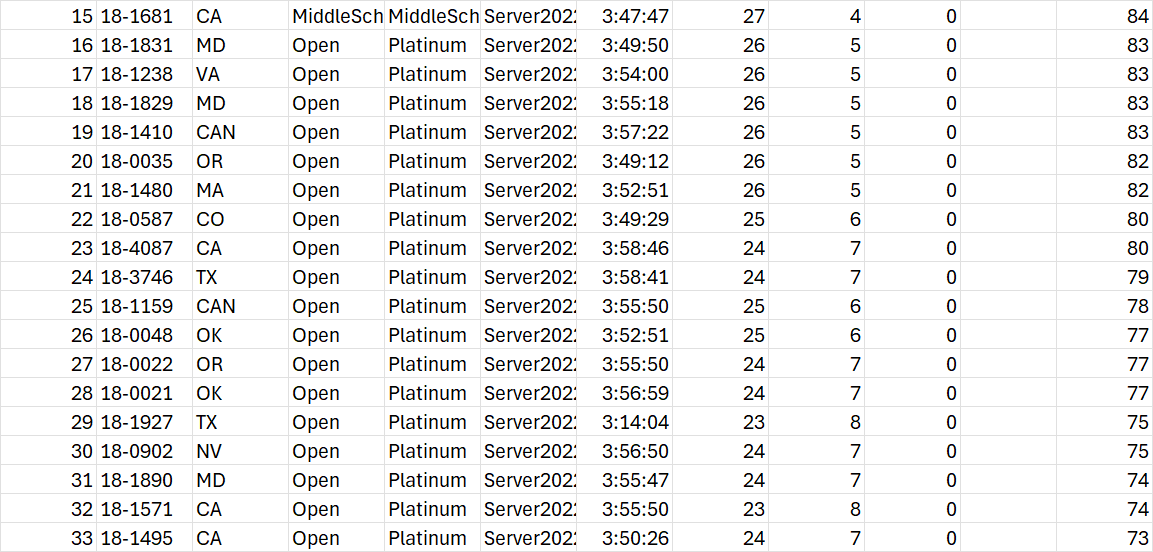 15 18-1681 CA MiddleSch MiddleSch Server2022 3:47:47 27 4 0 84
16 18-1831 MD Open Platinum Server2022 3:49:50 26 5 0 83
17 18-1238 VA Open Platinum Server2022 3:54:00 26 5 0 83
18 18-1829 MD Open Platinum Server2022 3:55:18 26 5 0 83
19 18-1410 CAN Open Platinum Server2022 3:57:22 26 5 0 83
20 18-0035 OR Open Platinum Server2022 3:49:12 26 5 0 82
21 18-1480 MA Open Platinum Server2022 3:52:51 26 5 0 82
22 18-0587 CO Open Platinum Server2022 3:49:29 25 6 0 80
23 18-4087 CA Open Platinum Server2022 3:58:46 24 7 0 80
24 18-3746 TX Open Platinum Server2022 3:58:41 24 7 0 79
25 18-1159 CAN Open Platinum Server2022 3:55:50 25 6 0 78
26 18-0048 OK Open Platinum Server2022 3:52:51 25 6 0 77
27 18-0022 OR Open Platinum Server2022 3:55:50 24 7 0 77
28 18-0021 OK Open Platinum Server2022 3:56:59 24 7 0 77
29 18-1927 TX Open Platinum Server2022 3:14:04 23 8 0 75
30 18-0902 NV Open Platinum Server2022 3:56:50 24 7 0 75
31 18-1890 MD Open Platinum Server2022 3:55:47 24 7 0 74
32 18-1571 CA Open Platinum Server2022 3:55:50 23 8 0 74
33 18-1495 CA Open Platinum Server2022 3:50:26 24 7 0 73